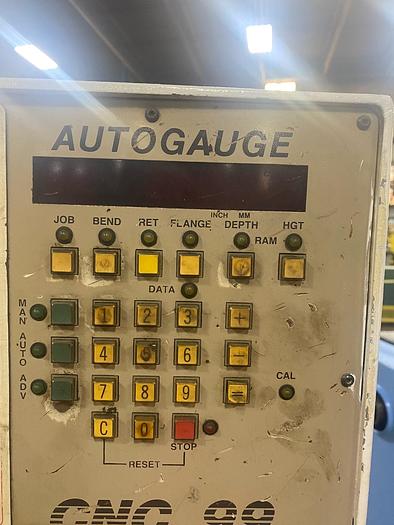 AUTOGAUGE
JOB BEND RET FLANGE INCH MM DEPTH HGT
RAM
DATA
MAN 1 2 3 +
AUTO 4 5 6
ADV 7 8 9 CAL
C 0
STOP
RESET
CNC 99